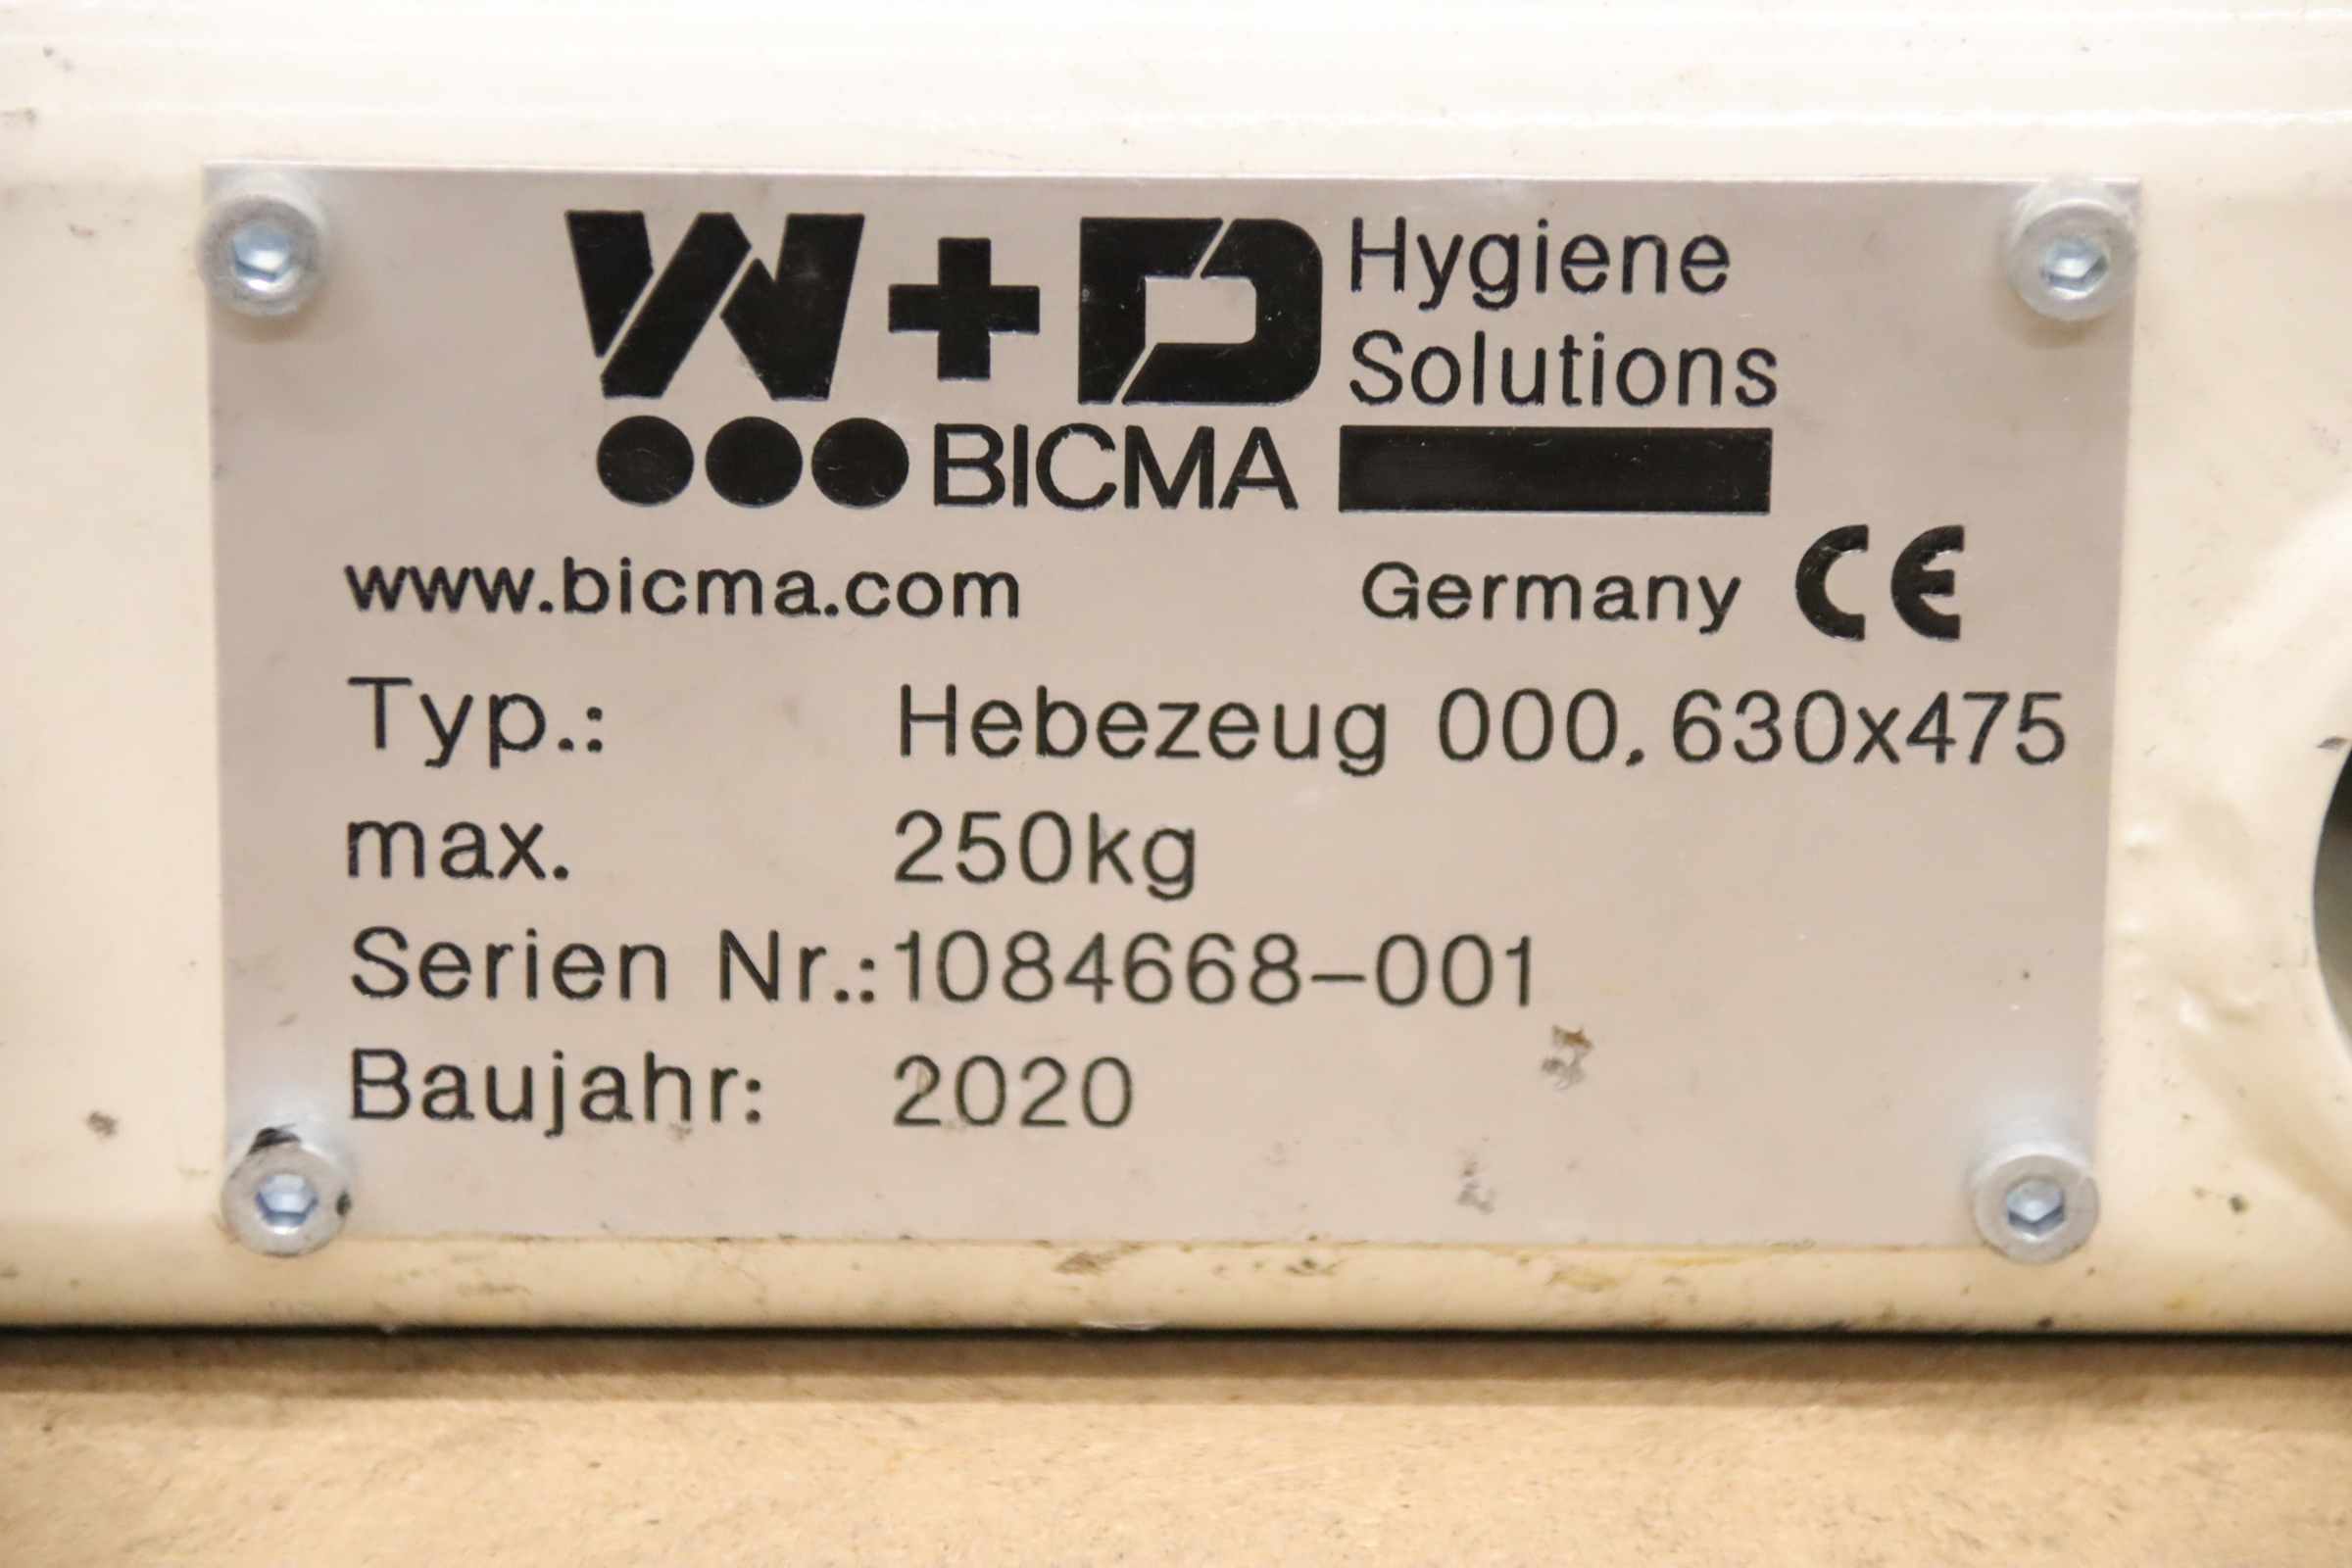 W+D Hygiene
Solutions
BICMA
www.bicma.com Germany CE
Typ.: Hebezeug 000,630x475
max. 250kg
Serien Nr.:1084668-001
Baujahr: 2020